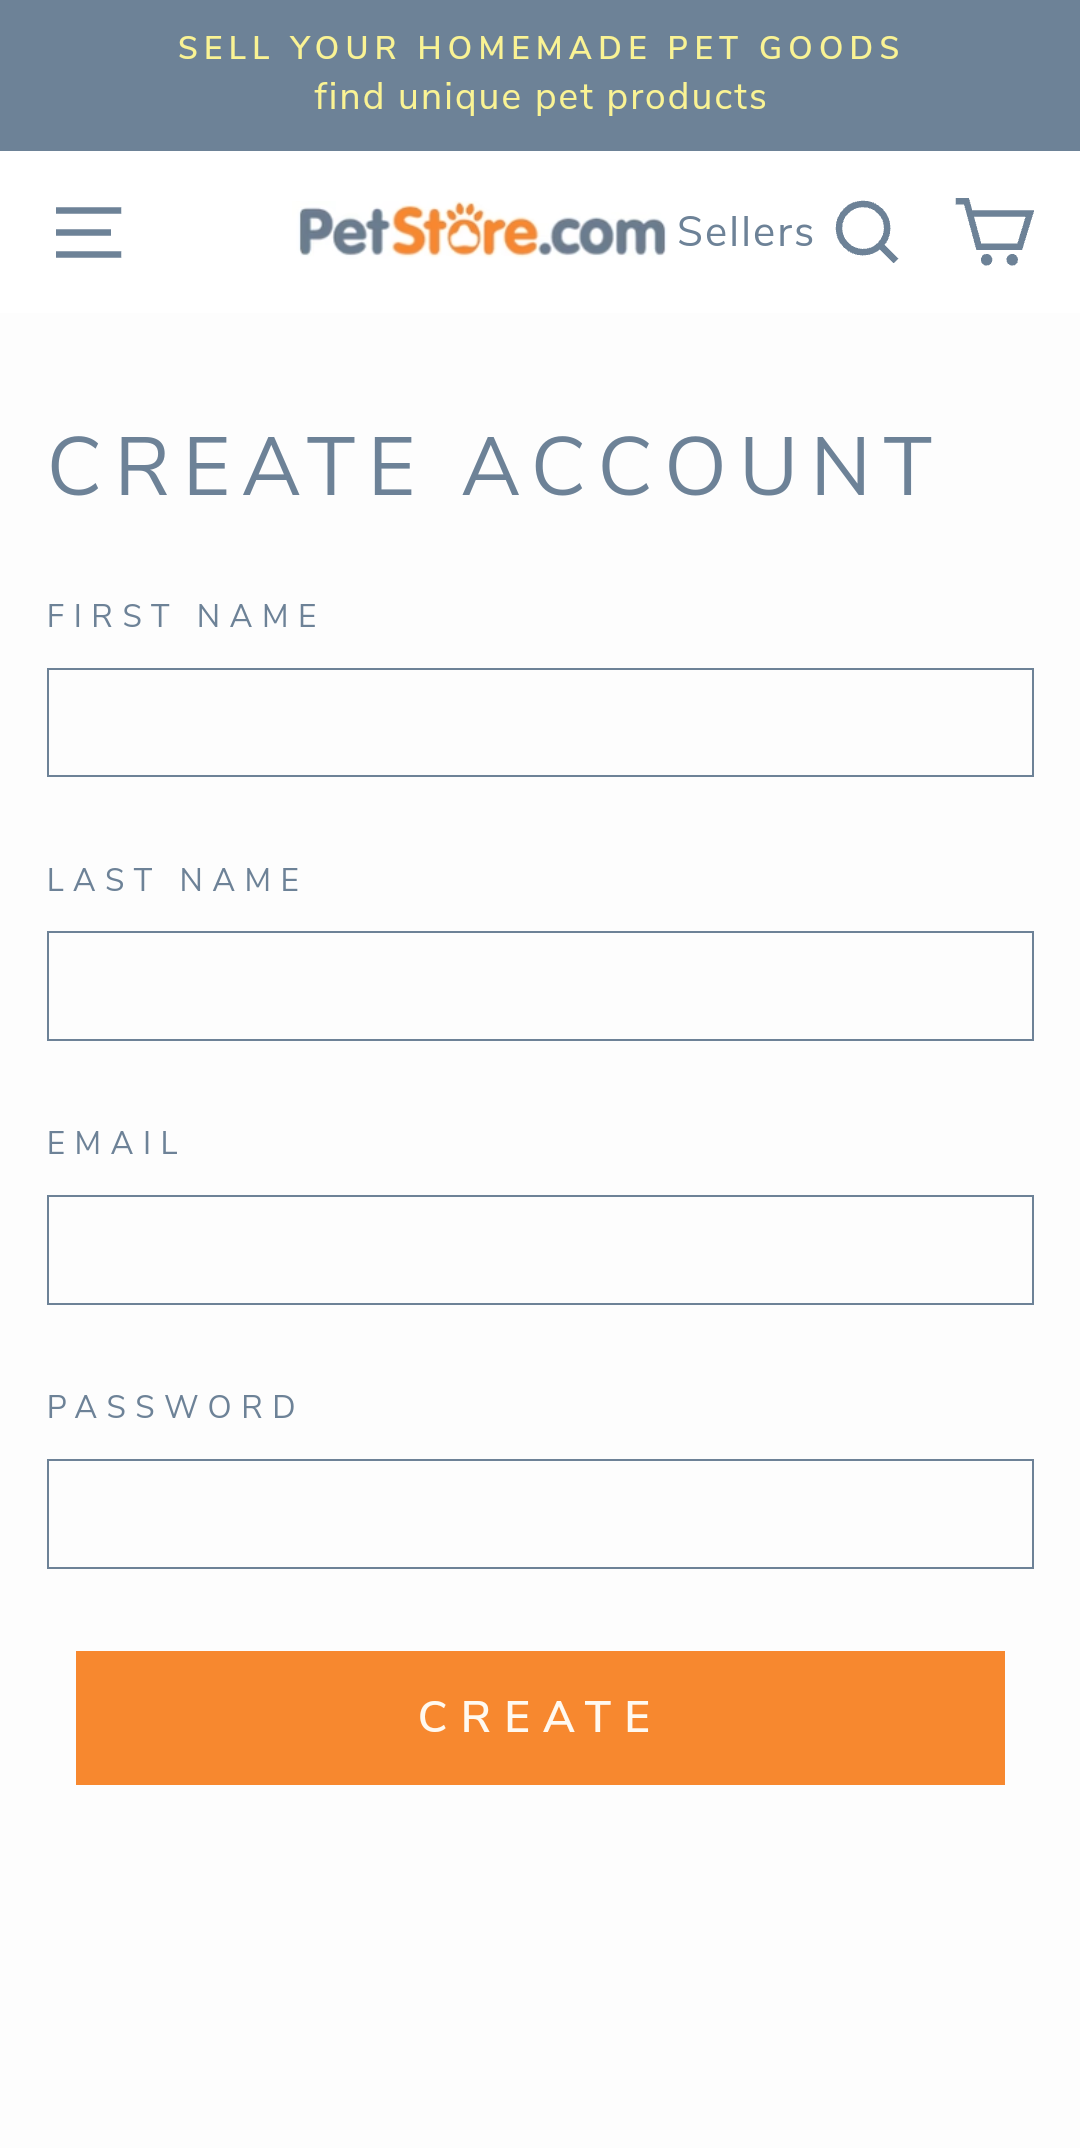 SELL YOUR HOMEMADE PET GOODS
find unique pet products
PetStore.com Sellers
CREATE ACCOUNT
FIRST NAME
LAST NAME
EMAIL
PASSWORD
CREATE